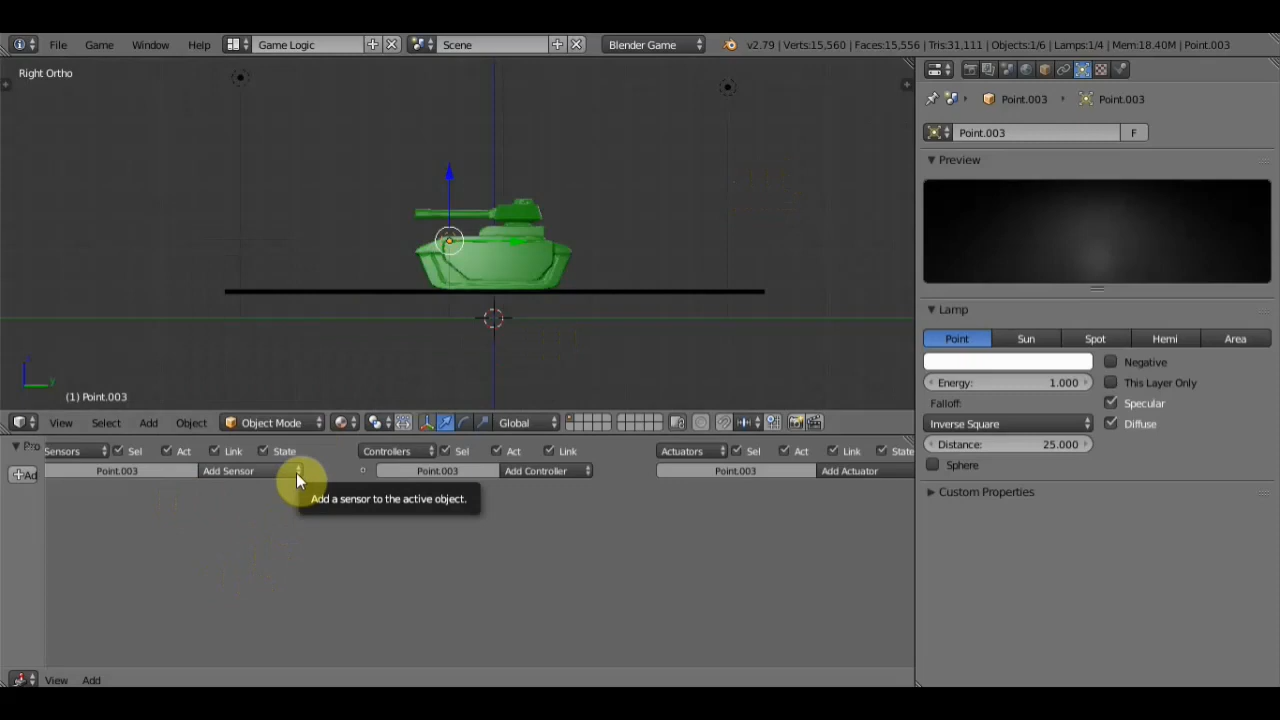 File Game Window Help Game Logic Scene Blender Game v2.79 | Verts:15,560 | Faces:15,556 | Tris:31,111 | Objects:1/6 | Lamps:1/4 | Mem:18.40M | Point.003
Right Ortho
Point.003 Point.003
Point.003 F
Preview
Lamp
Point Sun Spot Hemi Area
Negative
Energy: 1.000 This Layer Only
Falloff: Specular
Inverse Square Diffuse
Distance: 25.000
Sphere
Custom Properties
z
y
(1) Point.003
View Select Add Object Object Mode Global
Pro Sensors Sel Act Link State Controllers Sel Act Link Actuators Sel Act Link State
Ad Point.003 Add Sensor Point.003 Add Controller Point.003 Add Actuator
Add a sensor to the active object.
View Add